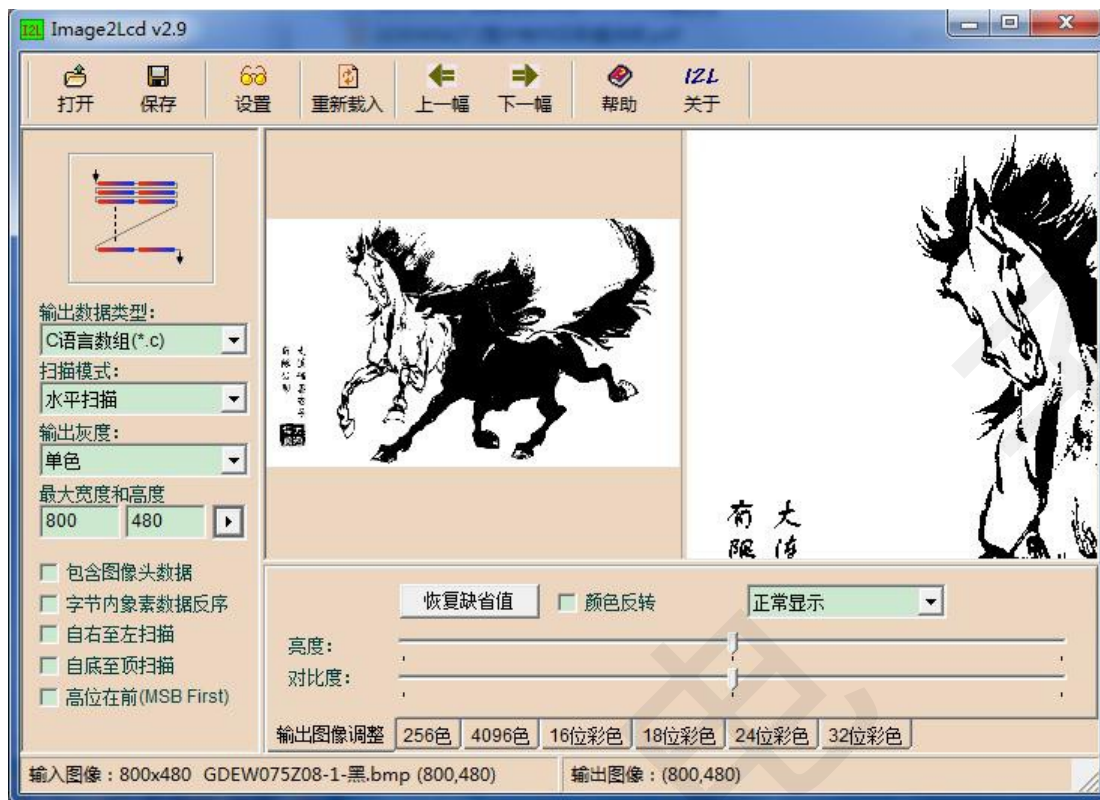 I2L Image2Lcd v2.9
打开 保存 设置 重新载入 上一幅 下一幅 帮助 I2L 关于
输出数据类型:
C语言数组(*.c)
扫描模式:
水平扫描
输出灰度:
单色
最大宽度和高度
800 480
包含图像头数据
字节内象素数据反序
自右至左扫描
自底至顶扫描
高位在前(MSB First)
有 大
限
恢复缺省值 颜色反转 正常显示
亮度:
对比度:
输出图像调整 256色 4096色 16位彩色 18位彩色 24位彩色 32位彩色
输入图像: 800x480 GDEW075Z08-1-黑.bmp (800,480) 输出图像: (800,480)